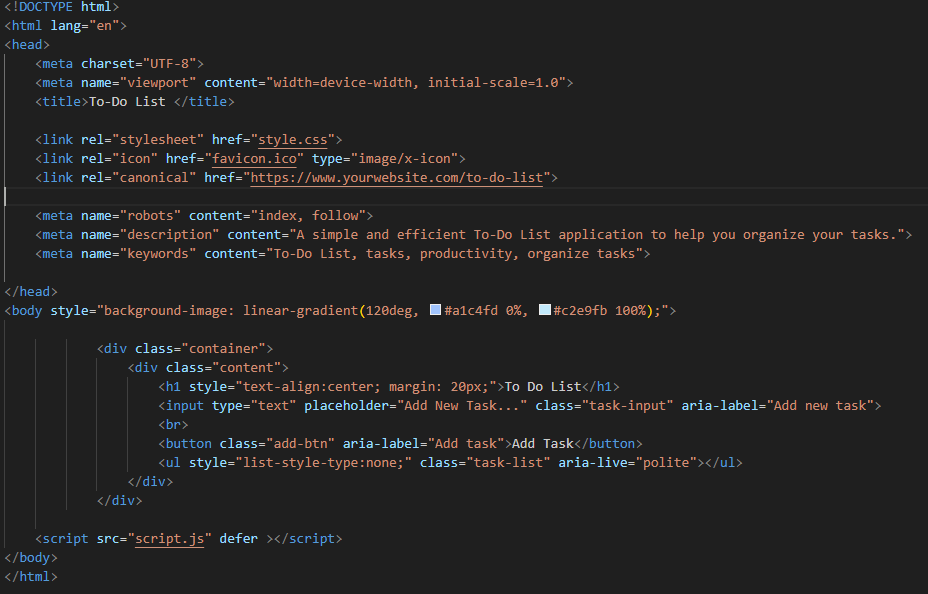 <!DOCTYPE html>
<html lang="en">
<head>
    <meta charset="UTF-8">
    <meta name="viewport" content="width=device-width, initial-scale=1.0">
    <title>To-Do List </title>

    <link rel="stylesheet" href="style.css">
    <link rel="icon" href="favicon.ico" type="image/x-icon">
    <link rel="canonical" href="https://www.yourwebsite.com/to-do-list">

    <meta name="robots" content="index, follow">
    <meta name="description" content="A simple and efficient To-Do List application to help you organize your tasks.">
    <meta name="keywords" content="To-Do List, tasks, productivity, organize tasks">

</head>
<body style="background-image: linear-gradient(120deg, #a1c4fd 0%, #c2e9fb 100%);">

            <div class="container">
                <div class="content">
                    <h1 style="text-align:center; margin: 20px;">To Do List</h1>
                    <input type="text" placeholder="Add New Task..." class="task-input" aria-label="Add new task">
                    <br>
                    <button class="add-btn" aria-label="Add task">Add Task</button>
                    <ul style="list-style-type:none;" class="task-list" aria-live="polite"></ul>
                </div>
            </div>

    <script src="script.js" defer ></script>
</body>
</html>